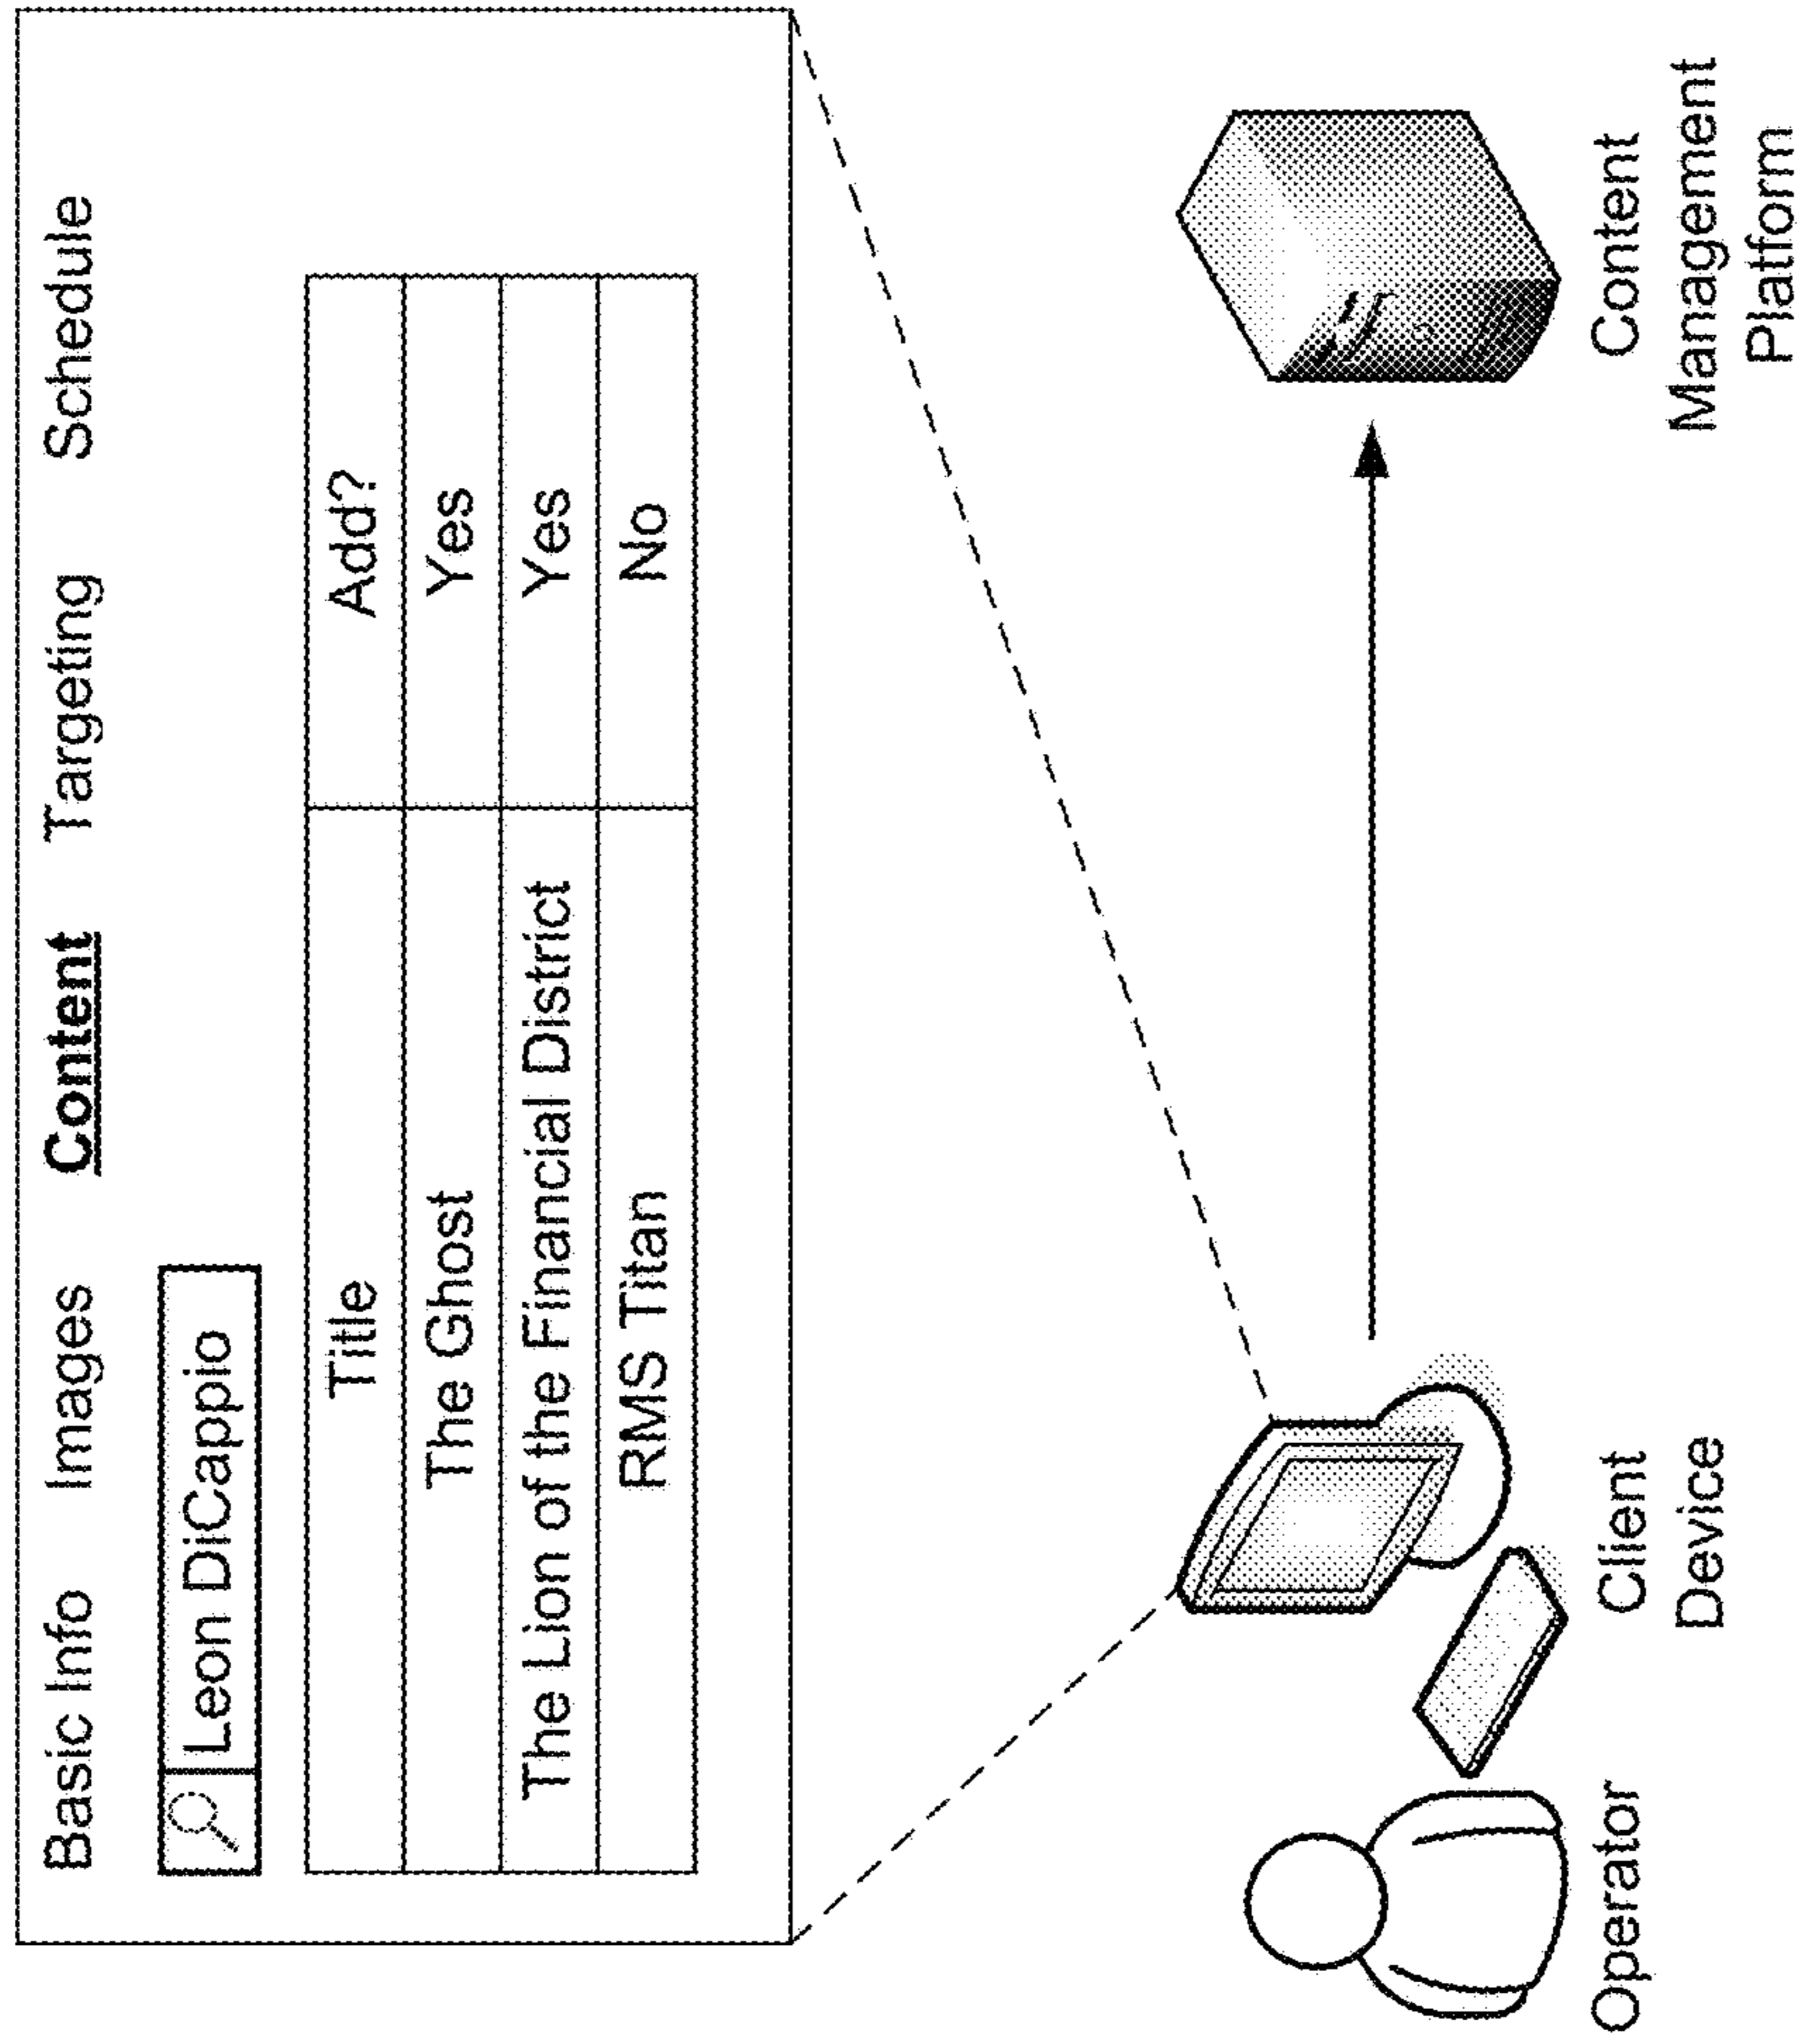 Basic Info Images Content Targeting Schedule
Leon DiCappio
Title Add?
The Ghost Yes
The Lion of the Financial District Yes
RMS Titan No
Operator
Client
Device
Content
Management
Platform